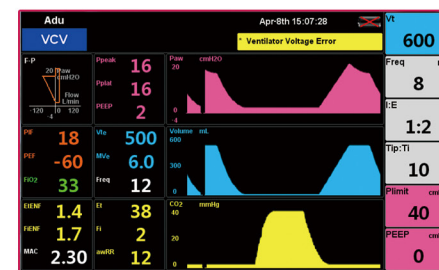 Adu
Apr-8th 15:07:28
VCV
* Ventilator Voltage Error
Vt
600
Freq
8
I:E
1:2
Tip:Ti
10
Plimit
40
PEEP
0
F-P
20
Paw
cmH2O
Flow
L/min
-120
0
120
-4
Ppeak
16
Pplat
16
PEEP
2
Paw cmH2O
20
0
-4
PIF
18
PEF
-60
FiO2
33
VTe
500
MVe
6.0
Freq
12
Volume mL
600
300
0
EtENF
1.4
FiENF
1.7
MAC
2.30
Et
38
Fi
2
awRR
12
CO2 mmHg
40
20
0